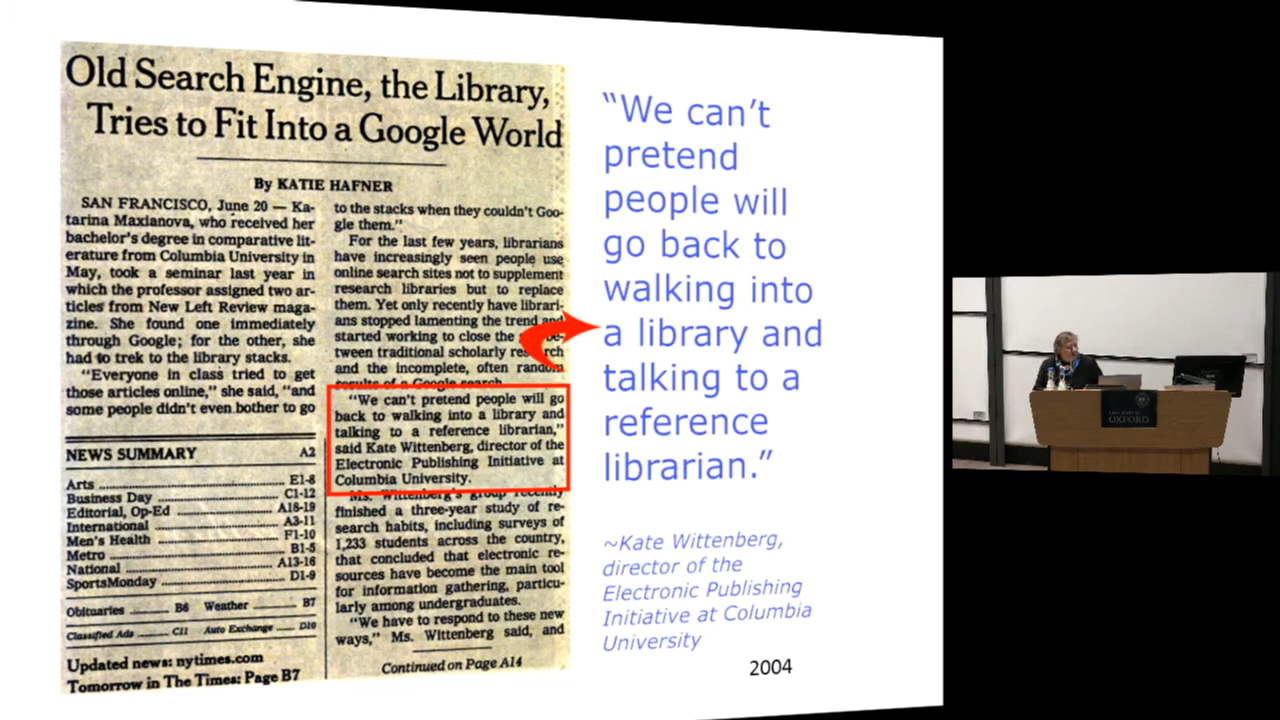 Old Search Engine, the Library,
Tries to Fit Into a Google World
By KATIE HAFNER
SAN FRANCISCO, June 20 — Ka-
tarina Maxianova, who received her
bachelor's degree in comparative lit-
erature from Columbia University in
May, took a seminar last year in
which the professor assigned two ar-
ticles from New Left Review maga-
zine. She found one immediately
through Google; for the other, she
had to trek to the library stacks.
"Everyone in class tried to get
those articles online," she said, "and
some people didn't even bother to go
NEWS SUMMARY A2
Arts E1-8
Business Day C1-12
Editorial, Op-Ed A18-19
International A3-11
Men's Health F1-10
Metro B1-5
National A13-16
SportsMonday D1-9
Obituaries B6 Weather B7
Classified Ads C11 Auto Exchange D10
Updated news: nytimes.com
Tomorrow in The Times: Page B7
to the stacks when they couldn't Goo-
gle them."
For the last few years, librarians
have increasingly seen people use
online search sites not to supplement
research libraries but to replace
them. Yet only recently have librari-
ans stopped lamenting the trend and
started working to close the be-
tween traditional scholarly research
and the incomplete, often random
results of a Google search.
"We can't pretend people will go
back to walking into a library and
talking to a reference librarian,"
said Kate Wittenberg, director of the
Electronic Publishing Initiative at
Columbia University.
Ms. Wittenberg's group recently
finished a three-year study of re-
search habits, including surveys of
1,233 students across the country,
that concluded that electronic re-
sources have become the main tool
for information gathering, particu-
larly among undergraduates.
"We have to respond to these new
ways," Ms. Wittenberg said, and
Continued on Page A14
"We can't
pretend
people will
go back to
walking into
a library and
talking to a
reference
librarian."
~Kate Wittenberg,
director of the
Electronic Publishing
Initiative at Columbia
University
2004
UNIVERSITY OF
OXFORD